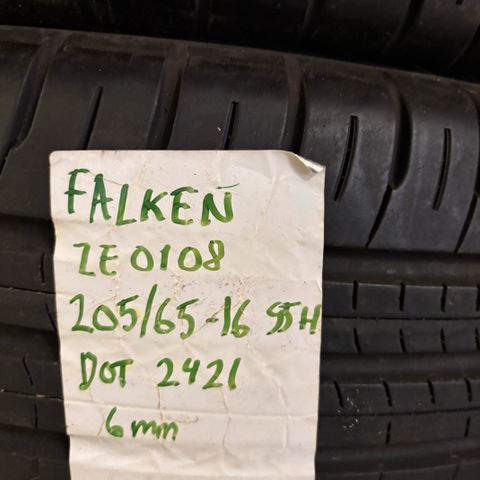 FALKEN
ZE0108
205/65-16 95H
DOT 2421
6mm